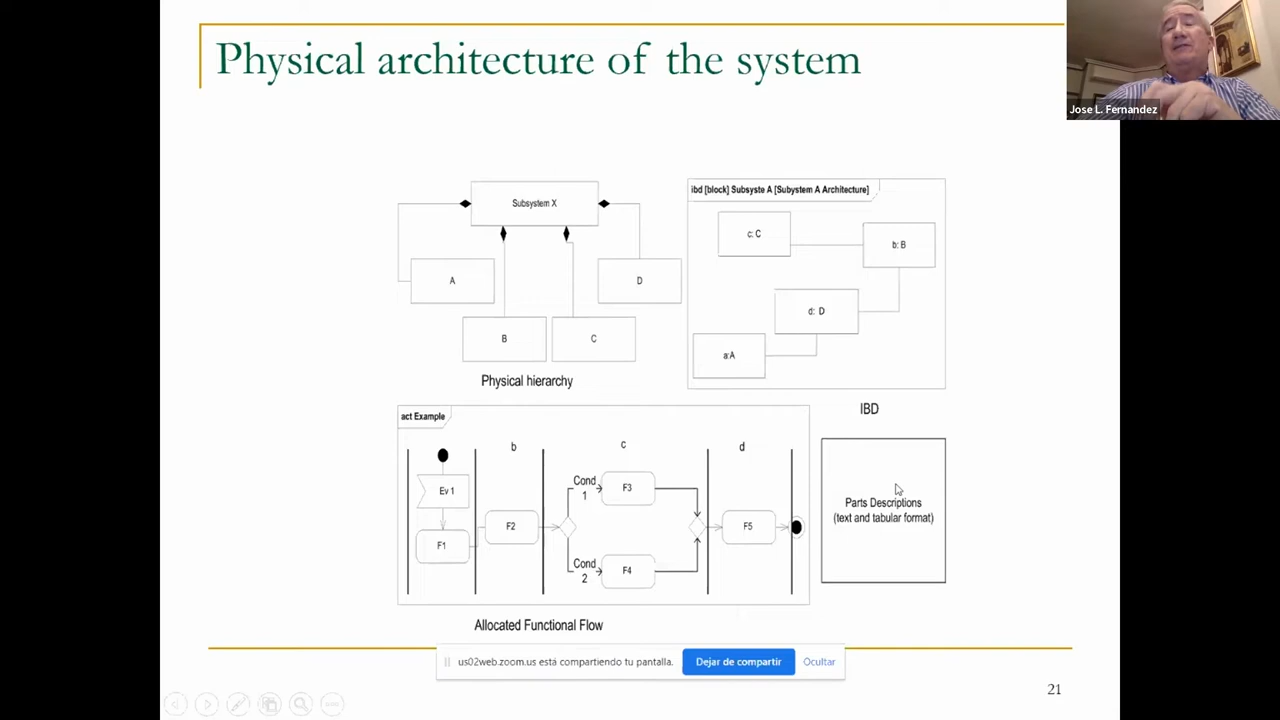 Physical architecture of the system
Jose L. Fernandez
Subsystem X
A
D
B
C
Physical hierarchy
ibd [block] Subsyste A [Subystem A Architecture]
c: C
b: B
d: D
a:A
IBD
act Example
b
c
d
Ev 1
F1
F2
Cond
1
F3
Cond
2
F4
F5
Allocated Functional Flow
Parts Descriptions
(text and tabular format)
us02web.zoom.us está compartiendo tu pantalla.
Dejar de compartir
Ocultar
21